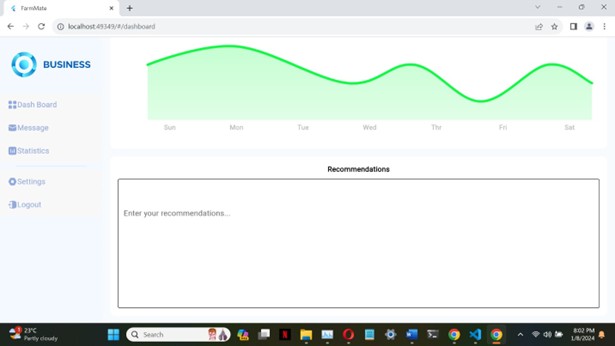 FarmMate
localhost:49349/#/dashboard
BUSINESS
Dash Board
Message
Statistics
Settings
Logout
Sun Mon Tue Wed Thr Fri Sat
Recommendations
Enter your recommendations...
23°C
Partly cloudy
Search
8:02 PM
1/8/2024